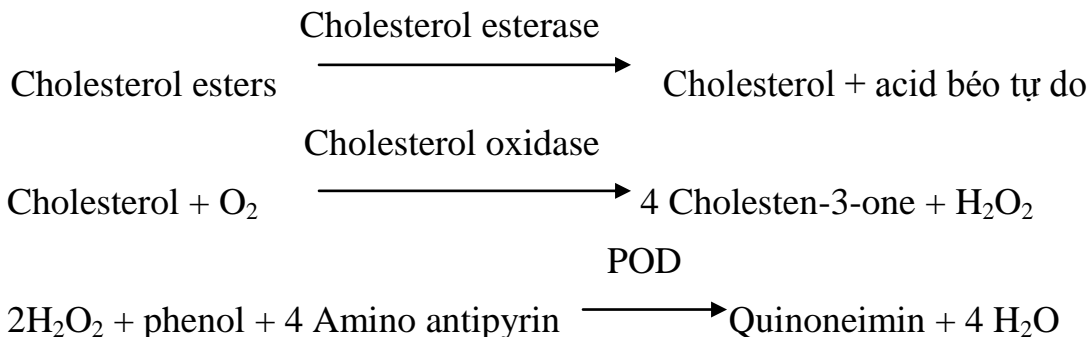 Cholesterol esterase
Cholesterol esters Cholesterol + acid béo tự do
Cholesterol oxidase
Cholesterol + O₂ 4 Cholesten-3-one + H₂O₂
POD
2H₂O₂ + phenol + 4 Amino antipyrin Quinoneimin + 4 H₂O